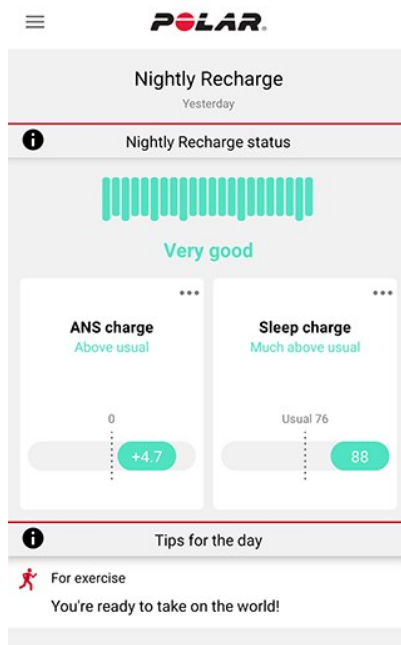 POLAR
Nightly Recharge
Yesterday
Nightly Recharge status
Very good
ANS charge
Above usual
0
+4.7
Sleep charge
Much above usual
Usual 76
88
Tips for the day
For exercise
You're ready to take on the world!